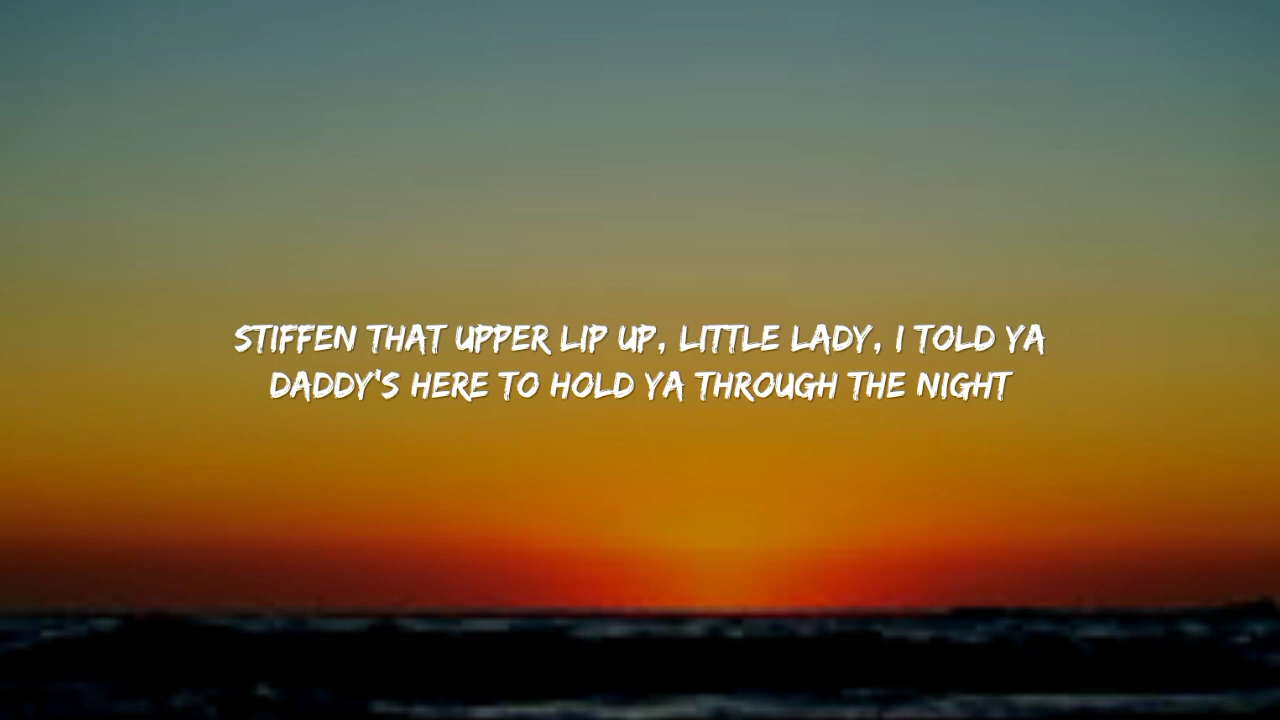 STIFFEN THAT UPPER LIP UP, LITTLE LADY, I TOLD YA
DADDY'S HERE TO HOLD YA THROUGH THE NIGHT